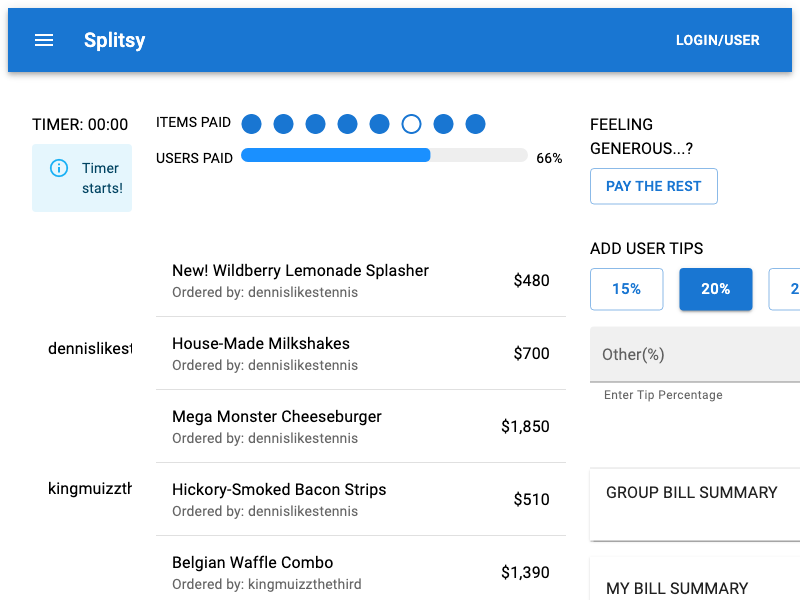 Splitsy
LOGIN/USER
TIMER: 00:00
Timer
starts!
ITEMS PAID
USERS PAID
66%
FEELING
GENEROUS...?
PAY THE REST
ADD USER TIPS
15%
20%
2
Other(%)
Enter Tip Percentage
dennislikest
kingmuizzth
New! Wildberry Lemonade Splasher
$480
Ordered by: dennislikestennis
House-Made Milkshakes
$700
Ordered by: dennislikestennis
Mega Monster Cheeseburger
$1,850
Ordered by: dennislikestennis
Hickory-Smoked Bacon Strips
$510
Ordered by: dennislikestennis
Belgian Waffle Combo
$1,390
Ordered by: kingmuizzthethird
GROUP BILL SUMMARY
MY BILL SUMMARY